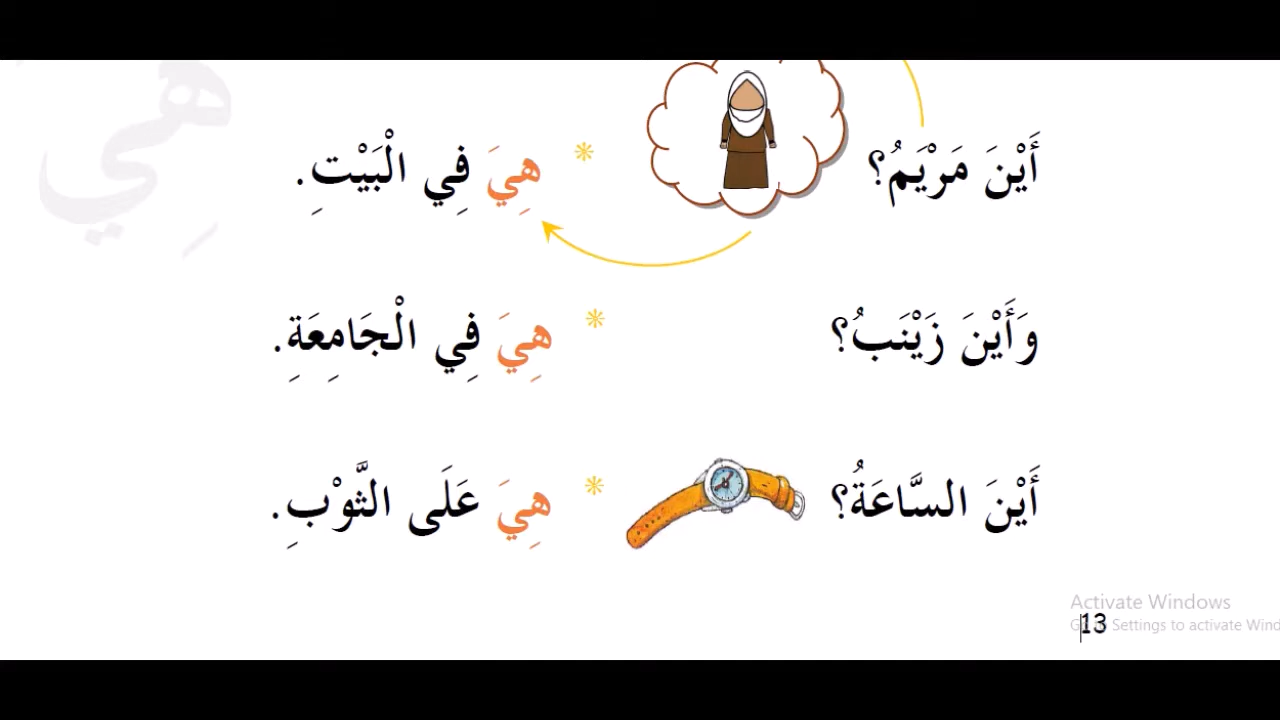 هِيَ
أَيْنَ مَرْيَمُ؟ * هِيَ فِي الْبَيْتِ.
وَأَيْنَ زَيْنَبُ؟ * هِيَ فِي الْجَامِعَةِ.
أَيْنَ السَّاعَةُ؟ * هِيَ عَلَى الثَّوْبِ.
Activate Windows
Settings to activate Wind
13